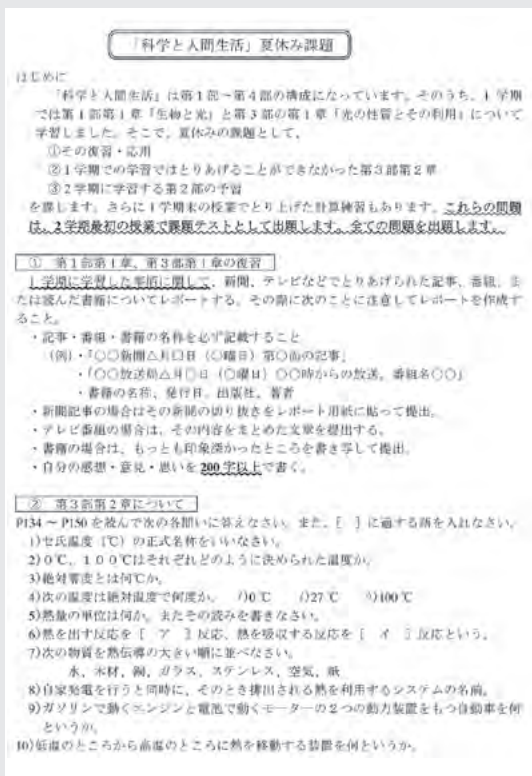 「科学と人間生活」夏休み課題
はじめに
「科学と人間生活」は第1部~第4部の構成になっています。そのうち、1学期
では第1部第1章「生物と光」と第3部の第1章「光の性質とその利用」について
学習しました。そこで、夏休みの課題として、
①その復習・応用
②1学期での学習ではとりあげることができなかった第3部第2章
③2学期に学習する第2部の予習
を課します。さらに1学期末の授業でとり上げた計算練習もあります。これらの問題
は、2学期最初の授業で課題テストとして出題します。全ての問題を出題します。
① 第1部第1章、第3部第1章の復習
1学期に学習した事項に関して、新聞、テレビなどでとりあげられた記事、番組、ま
たは読んだ書籍についてレポートする。その際に次のことに注意してレポートを作成す
ること。
・記事・番組・書籍の名称を必ず記載すること
(例)・「〇〇新聞△月□日(〇曜日)第〇面の記事」
・「〇〇放送局△月□日(〇曜日)〇〇時からの放送、番組名〇〇」
・書籍の名称、発行日、出版社、著者
・新聞記事の場合はその新聞の切り抜きをレポート用紙に貼って提出。
・テレビ番組の場合は、その内容をまとめた文章を提出する。
・書籍の場合は、もっとも印象深かったところを書き写して提出。
・自分の感想・意見・思いを200字以上で書く。
② 第3部第2章について
P134~P150を読んで次の各問いに答えなさい。また、[ ]に適する語を入れなさい。
1)セ氏温度(℃)の正式名称をいいなさい。
2)0℃、100℃はそれぞれどのように決められた温度か。
3)絶対零度とは何℃か。
4)次の温度は絶対温度で何度か。 ｱ)0℃ ｲ)27℃ ｳ)100℃
5)熱量の単位は何か。またその読みを書きなさい。
6)熱を出す反応を[ ア ]反応、熱を吸収する反応を[ イ ]反応という。
7)次の物質を熱伝導の大きい順に並べなさい。
水、木材、銅、ガラス、ステンレス、空気、紙
8)自家発電を行うと同時に、そのとき排出される熱を利用するシステムの名前。
9)ガソリンで動くエンジンと電池で動くモーターの2つの動力装置をもつ自動車を何
というか。
10)低温のところから高温のところに熱を移動する装置を何というか。